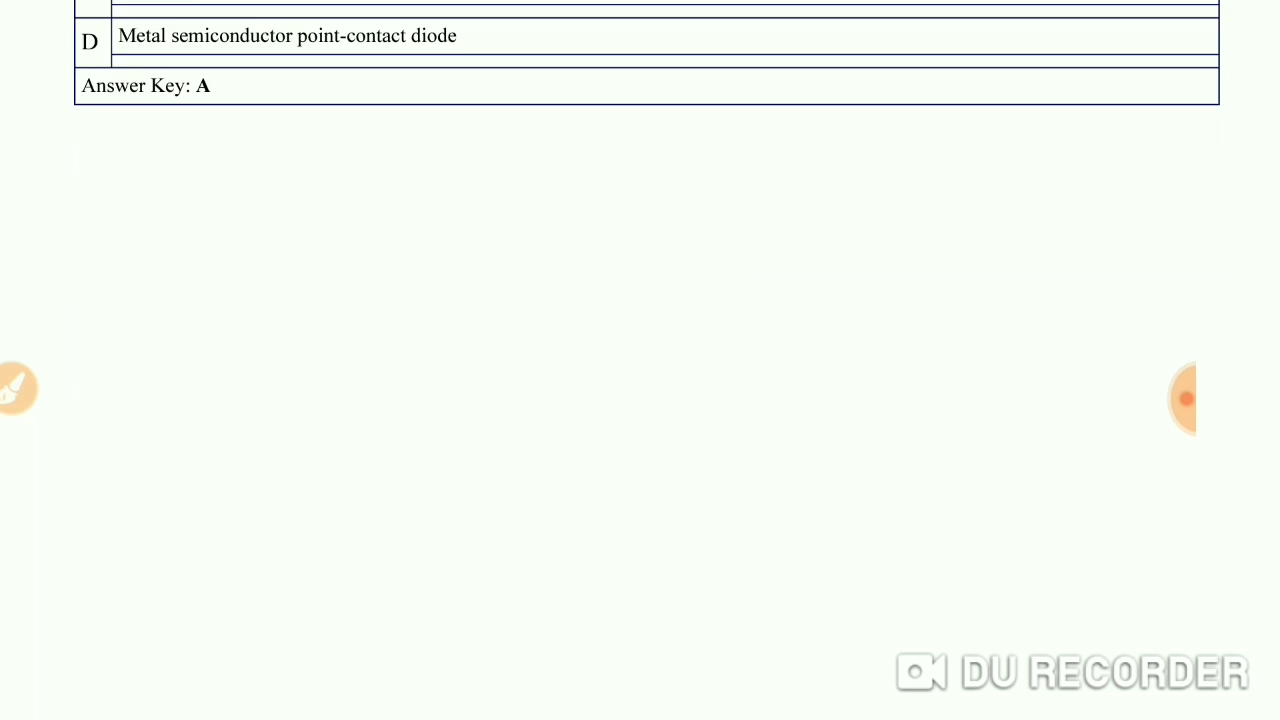 D
Metal semiconductor point-contact diode
Answer Key: A
DU RECORDER